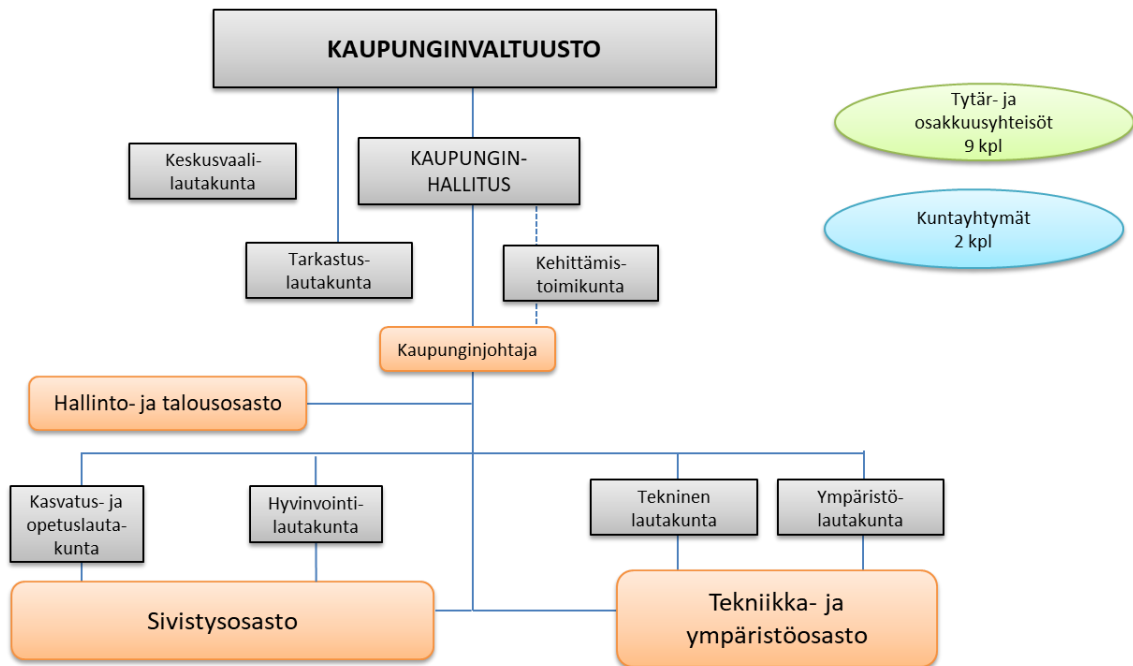 KAUPUNGINVALTUUSTO
Tytär- ja
osakkuusyhteisöt
9 kpl
Keskusvaali-
lautakunta
KAUPUNGIN-
HALLITUS
Kuntayhtymät
2 kpl
Tarkastus-
lautakunta
Kehittämis-
toimikunta
Kaupunginjohtaja
Hallinto- ja talousosasto
Kasvatus- ja
opetuslauta-
kunta
Hyvinvointi-
lautakunta
Tekninen
lautakunta
Ympäristö-
lautakunta
Sivistysosasto
Tekniikka- ja
ympäristöosasto